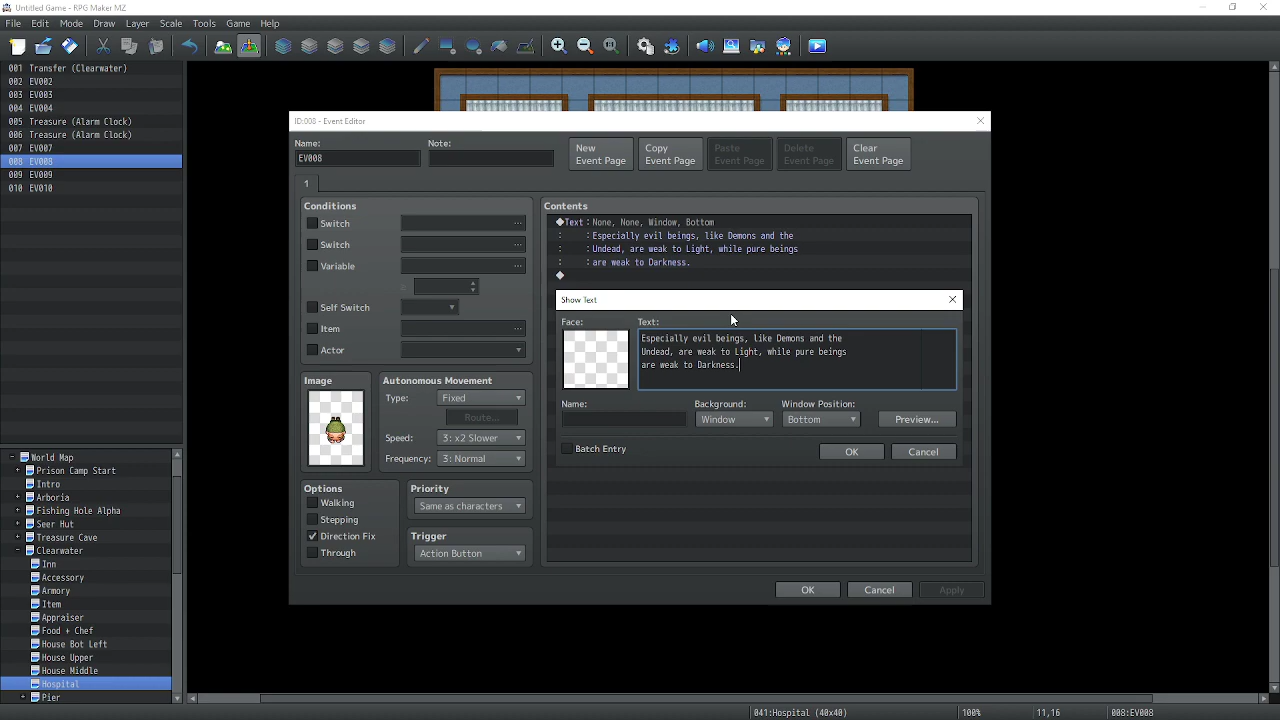 Untitled Game - RPG Maker MZ
File Edit Mode Draw Layer Scale Tools Game Help
001 Transfer (Clearwater)
002 EV002
003 EV003
004 EV004
005 Treasure (Alarm Clock)
006 Treasure (Alarm Clock)
007 EV007
008 EV008
009 EV009
010 EV010
World Map
Prison Camp Start
Intro
Arboria
Fishing Hole Alpha
Seer Hut
Treasure Cave
Clearwater
Inn
Accessory
Armory
Item
Appraiser
Food + Chef
House Bot Left
House Upper
House Middle
Hospital
Pier
ID:008 - Event Editor
Name:
EV008
Note:
New Event Page
Copy Event Page
Paste Event Page
Delete Event Page
Clear Event Page
1
Conditions
Switch ...
Switch ...
Variable ...
≥
Self Switch
Item ...
Actor
Image
Autonomous Movement
Type: Fixed
Route...
Speed: 3: x2 Slower
Frequency: 3: Normal
Options
Walking
Stepping
Direction Fix
Through
Priority
Same as characters
Trigger
Action Button
Contents
◆Text : None, None, Window, Bottom
: : Especially evil beings, like Demons and the
: : Undead, are weak to Light, while pure beings
: : are weak to Darkness.
◆
Show Text
Face:
Text:
Especially evil beings, like Demons and the
Undead, are weak to Light, while pure beings
are weak to Darkness.
Name:
Background:
Window
Window Position:
Bottom
Preview...
Batch Entry
OK
Cancel
OK
Cancel
Apply
041:Hospital (40x40) 100% 11,16 008:EV008